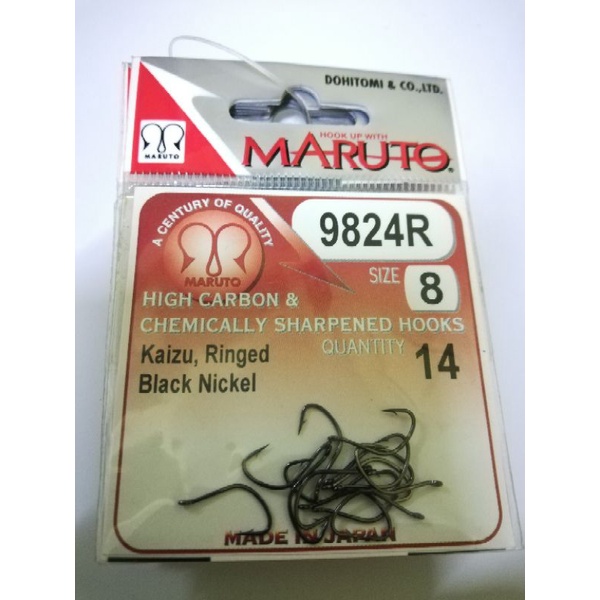 DOHITOMI & CO.,LTD.
HOOK UP WITH
MARUTO®
MARUTO
A CENTURY OF QUALITY
MARUTO
9824R
SIZE 8
HIGH CARBON &
CHEMICALLY SHARPENED HOOKS
QUANTITY 14
Kaizu, Ringed
Black Nickel
MADE IN JAPAN